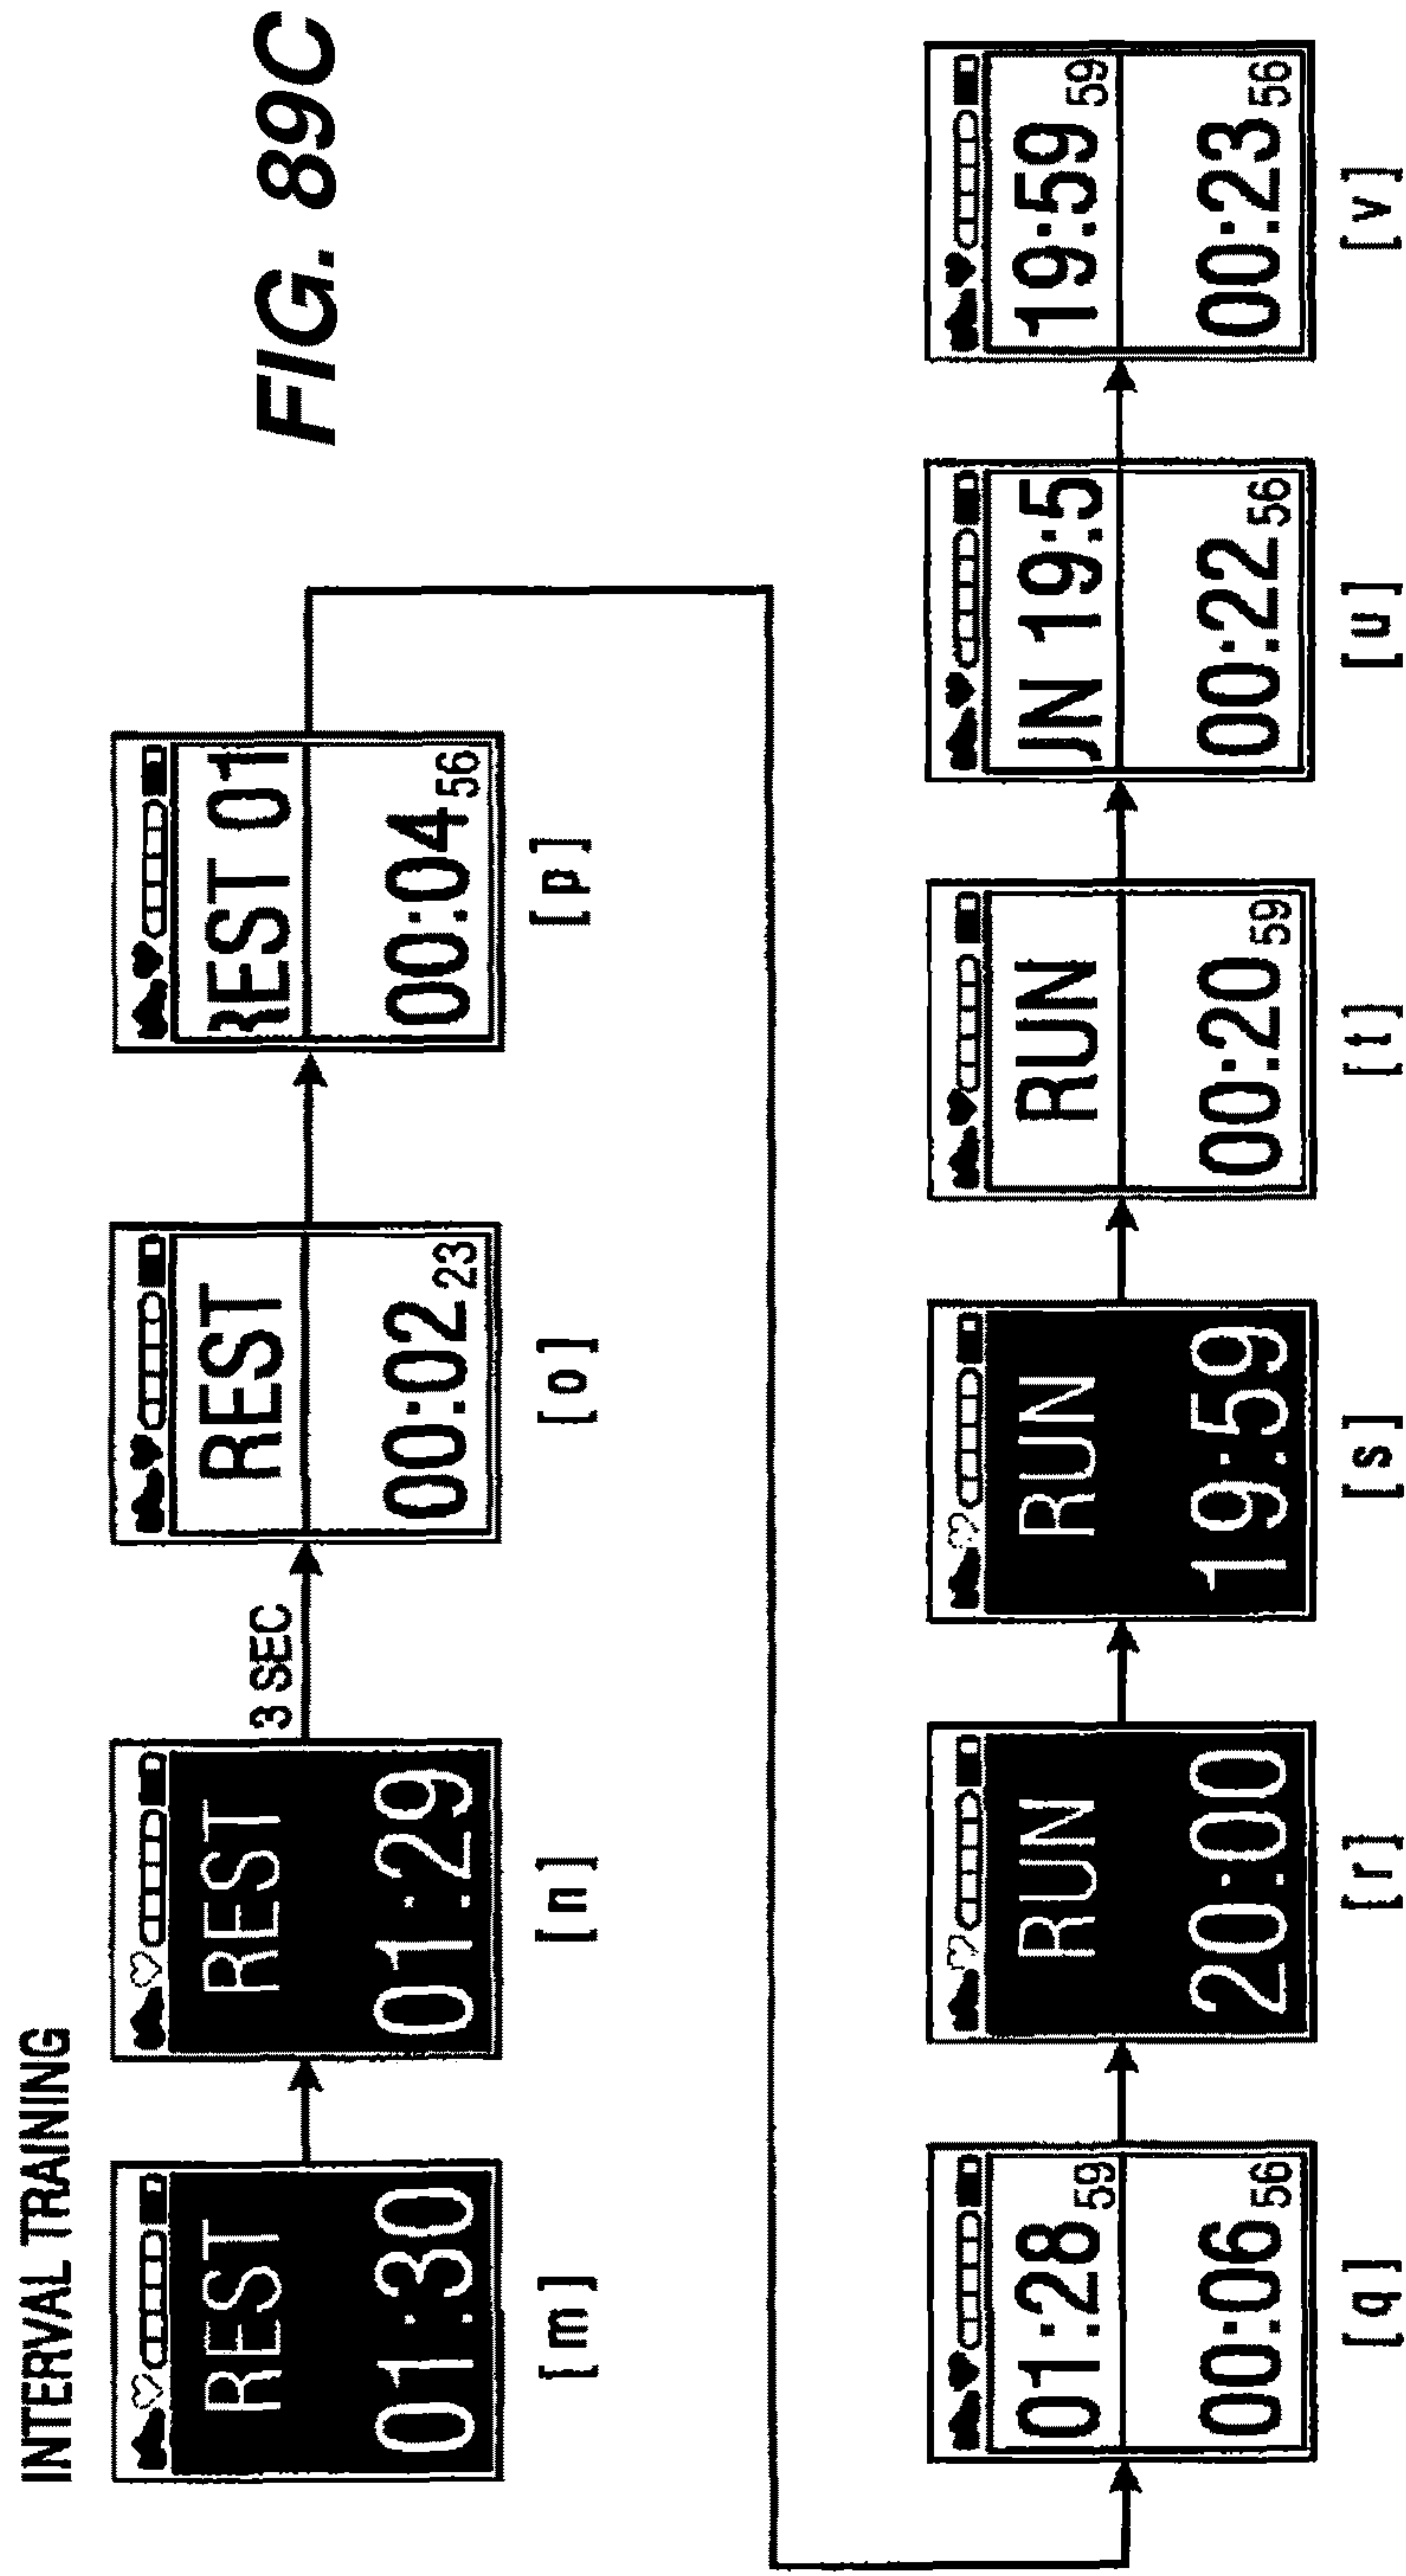 INTERVAL TRAINING
FIG. 89C
REST
01:30
[ m ]
REST
01:29
[ n ]
3 SEC
REST
00:02 23
[ o ]
REST 01
00:04 56
[ p ]
01:28 59
00:06 56
[ q ]
RUN
20:00
[ r ]
RUN
19:59
[ s ]
RUN
00:20 59
[ t ]
UN 19:5
00:22 56
[ u ]
19:59 59
00:23 56
[ v ]